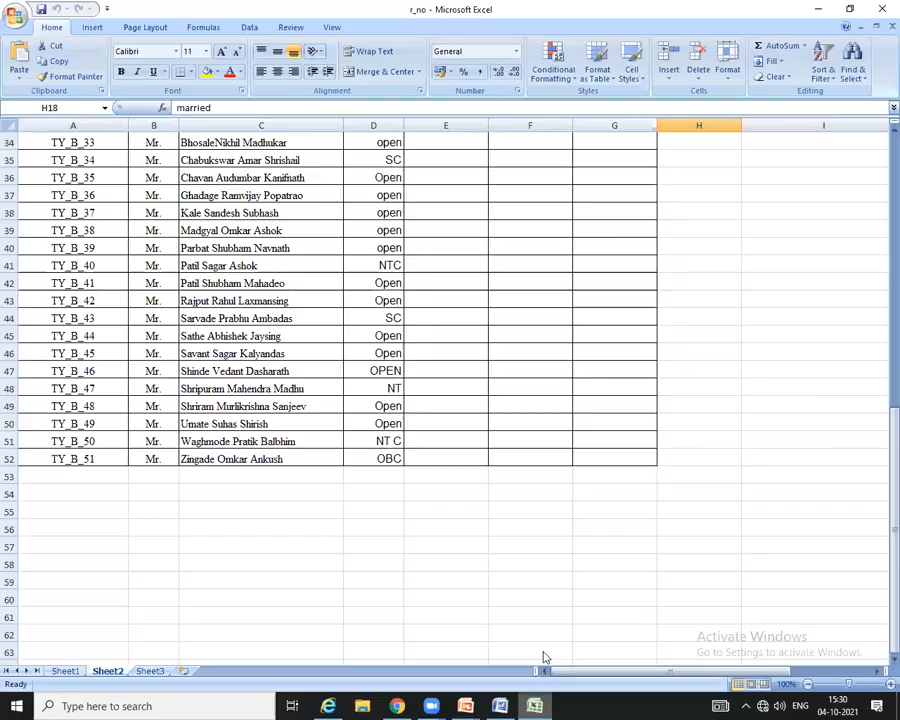 r_no - Microsoft Excel
Home Insert Page Layout Formulas Data Review View
Cut
Copy
Format Painter
Paste
Clipboard
Calibri 11
B I U
Font
Wrap Text
Merge & Center
Alignment
General
Number
Conditional Formatting
Format as Table
Cell Styles
Styles
Insert Delete Format
Cells
AutoSum
Fill
Clear
Sort & Filter
Find & Select
Editing
H18 fx married
A B C D E F G H I
34 TY_B_33 Mr. BhosaleNikhil Madhukar open
35 TY_B_34 Mr. Chabukswar Amar Shrishail SC
36 TY_B_35 Mr. Chavan Audumbar Kanifnath Open
37 TY_B_36 Mr. Ghadage Ramvijay Popatrao open
38 TY_B_37 Mr. Kale Sandesh Subhash open
39 TY_B_38 Mr. Madgyal Omkar Ashok open
40 TY_B_39 Mr. Parbat Shubham Navnath open
41 TY_B_40 Mr. Patil Sagar Ashok NTC
42 TY_B_41 Mr. Patil Shubham Mahadeo Open
43 TY_B_42 Mr. Rajput Rahul Laxmansing Open
44 TY_B_43 Mr. Sarvade Prabhu Ambadas SC
45 TY_B_44 Mr. Sathe Abhishek Jaysing Open
46 TY_B_45 Mr. Savant Sagar Kalyandas Open
47 TY_B_46 Mr. Shinde Vedant Dasharath OPEN
48 TY_B_47 Mr. Shripuram Mahendra Madhu NT
49 TY_B_48 Mr. Shriram Murlikrishna Sanjeev Open
50 TY_B_49 Mr. Umate Suhas Shirish Open
51 TY_B_50 Mr. Waghmode Pratik Balbhim NT C
52 TY_B_51 Mr. Zingade Omkar Ankush OBC
53
54
55
56
57
58
59
60
61
62
63
Activate Windows
Go to Settings to activate Windows.
Sheet1 Sheet2 Sheet3
Ready 100%
Type here to search
ENG
15:30
04-10-2021